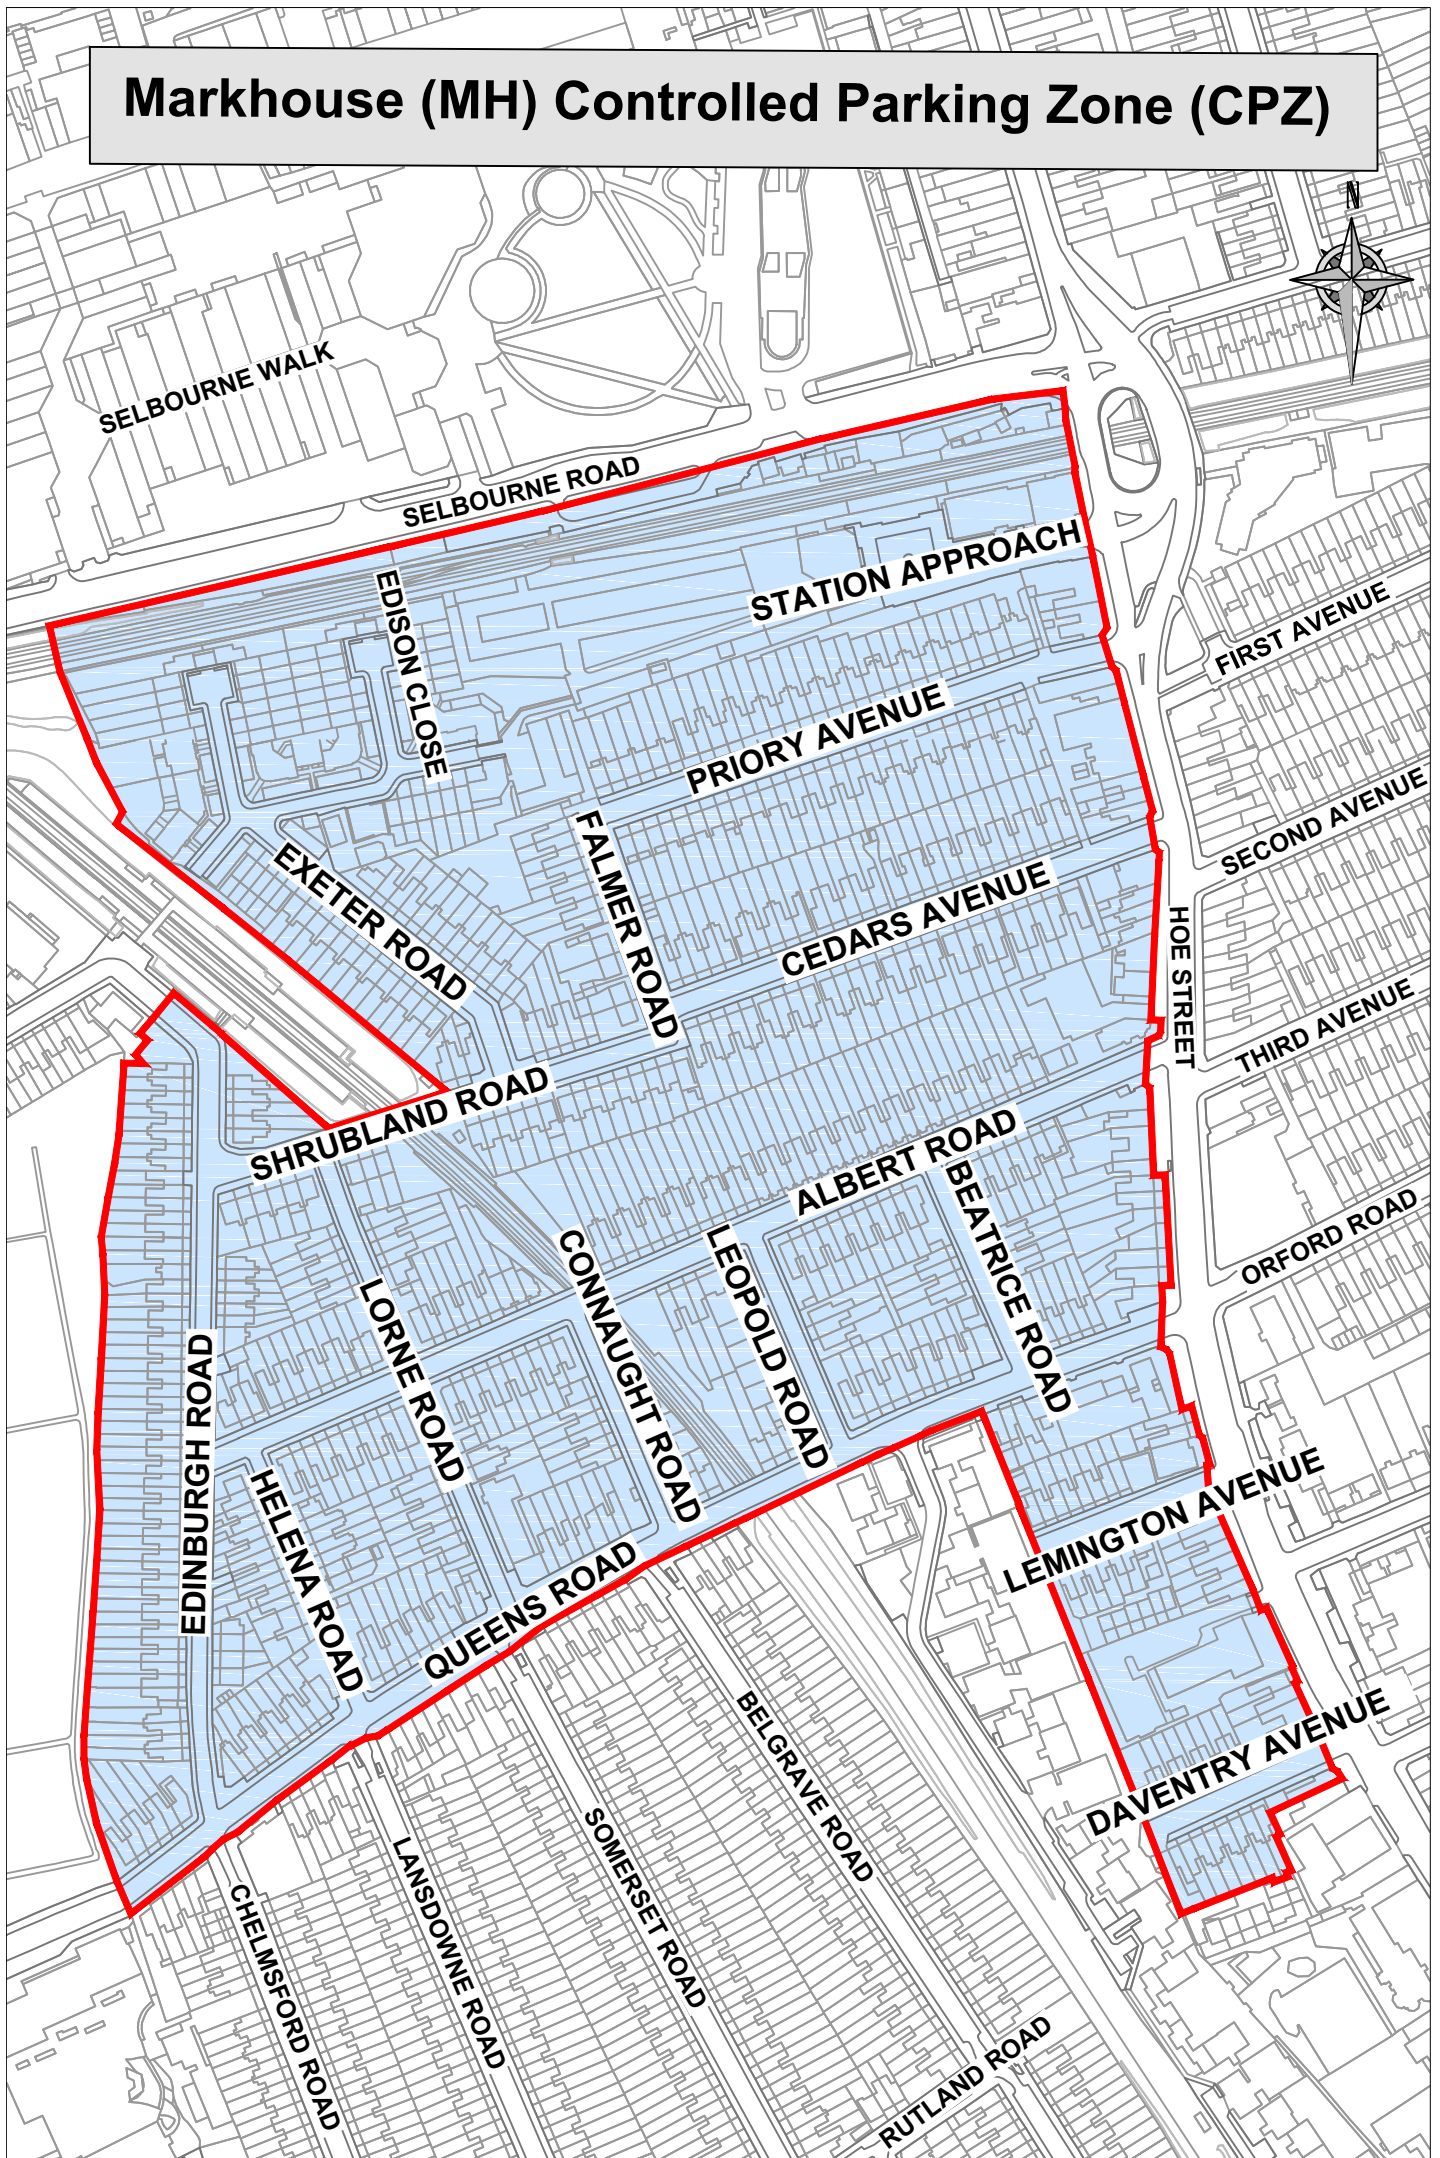 Markhouse (MH) Controlled Parking Zone (CPZ)
N
SELBOURNE WALK
SELBOURNE ROAD
STATION APPROACH
EDISON CLOSE
FIRST AVENUE
PRIORY AVENUE
SECOND AVENUE
FALMER ROAD
EXETER ROAD
CEDARS AVENUE
HOE STREET
THIRD AVENUE
SHRUBLAND ROAD
ALBERT ROAD
BEATRICE ROAD
ORFORD ROAD
CONNAUGHT ROAD
LEOPOLD ROAD
LORNE ROAD
EDINBURGH ROAD
HELENA ROAD
LEMINGTON AVENUE
QUEENS ROAD
BELGRAVE ROAD
DAVENTRY AVENUE
SOMERSET ROAD
LANSDOWNE ROAD
CHELMSFORD ROAD
RUTLAND ROAD